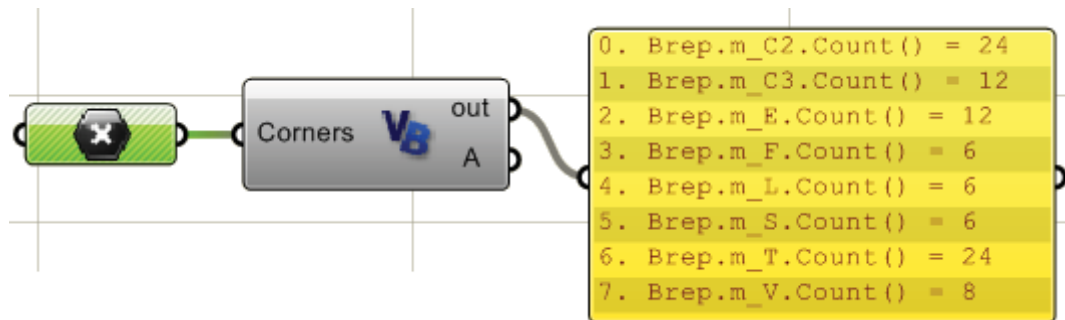 Corners
VB
out
A
0. Brep.m_C2.Count() = 24
1. Brep.m_C3.Count() = 12
2. Brep.m_E.Count() = 12
3. Brep.m_F.Count() = 6
4. Brep.m_L.Count() = 6
5. Brep.m_S.Count() = 6
6. Brep.m_T.Count() = 24
7. Brep.m_V.Count() = 8